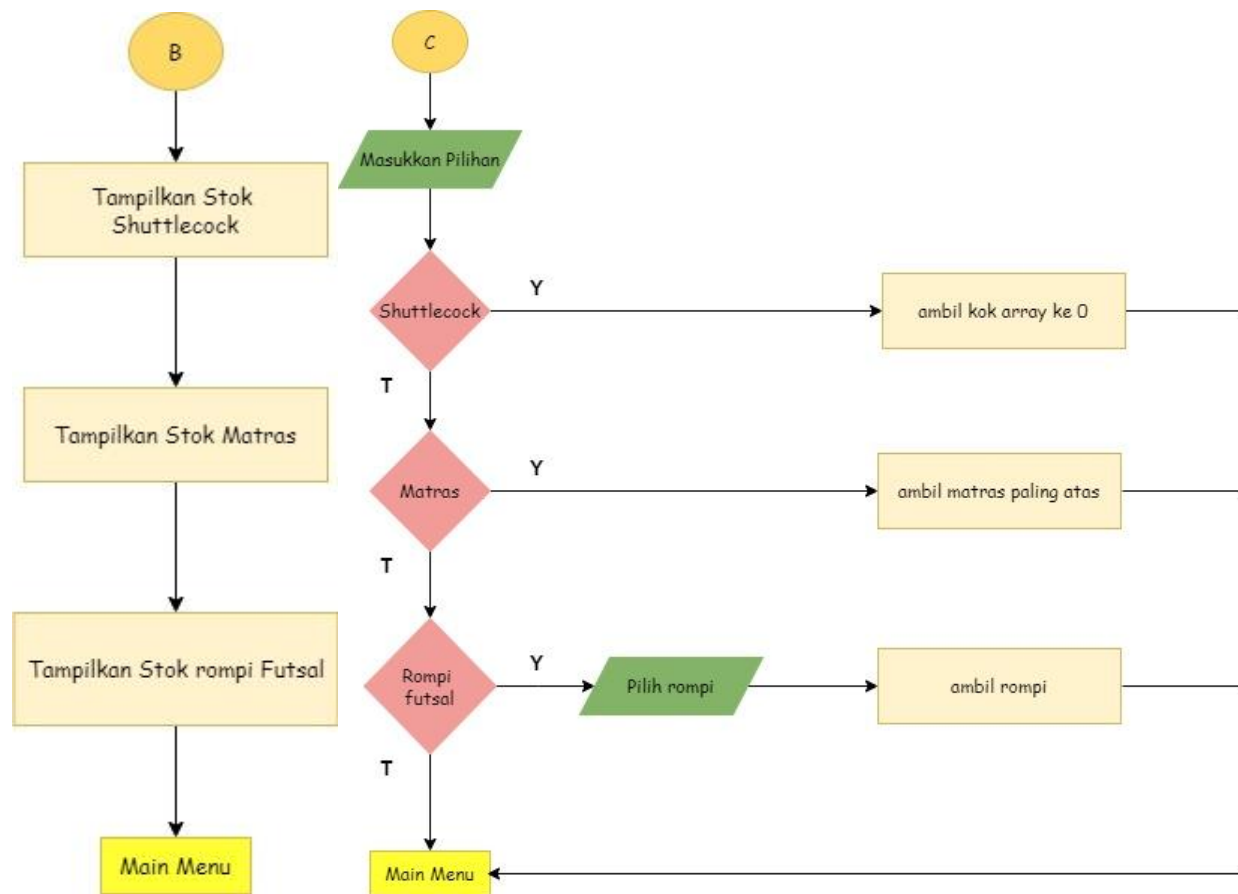 B
Tampilkan Stok
Shuttlecock
Tampilkan Stok Matras
Tampilkan Stok rompi Futsal
Main Menu
C
Masukkan Pilihan
Shuttlecock
Y
ambil kok array ke 0
T
Matras
Y
ambil matras paling atas
T
Rompi
futsal
Y
Pilih rompi
ambil rompi
T
Main Menu